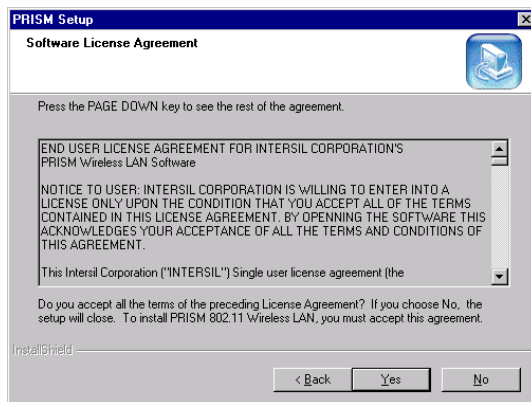 PRISM Setup
Software License Agreement
Press the PAGE DOWN key to see the rest of the agreement.
END USER LICENSE AGREEMENT FOR INTERSIL CORPORATION'S
PRISM Wireless LAN Software
NOTICE TO USER: INTERSIL CORPORATION IS WILLING TO ENTER INTO A
LICENSE ONLY UPON THE CONDITION THAT YOU ACCEPT ALL OF THE TERMS
CONTAINED IN THIS LICENSE AGREEMENT. BY OPENNING THE SOFTWARE THIS
ACKNOWLEDGES YOUR ACCEPTANCE OF ALL THE TERMS AND CONDITIONS OF
THIS AGREEMENT.
This Intersil Corporation ("INTERSIL") Single user license agreement (the
Do you accept all the terms of the preceding License Agreement? If you choose No, the
setup will close. To install PRISM 802.11 Wireless LAN, you must accept this agreement.
InstallShield
< Back
Yes
No